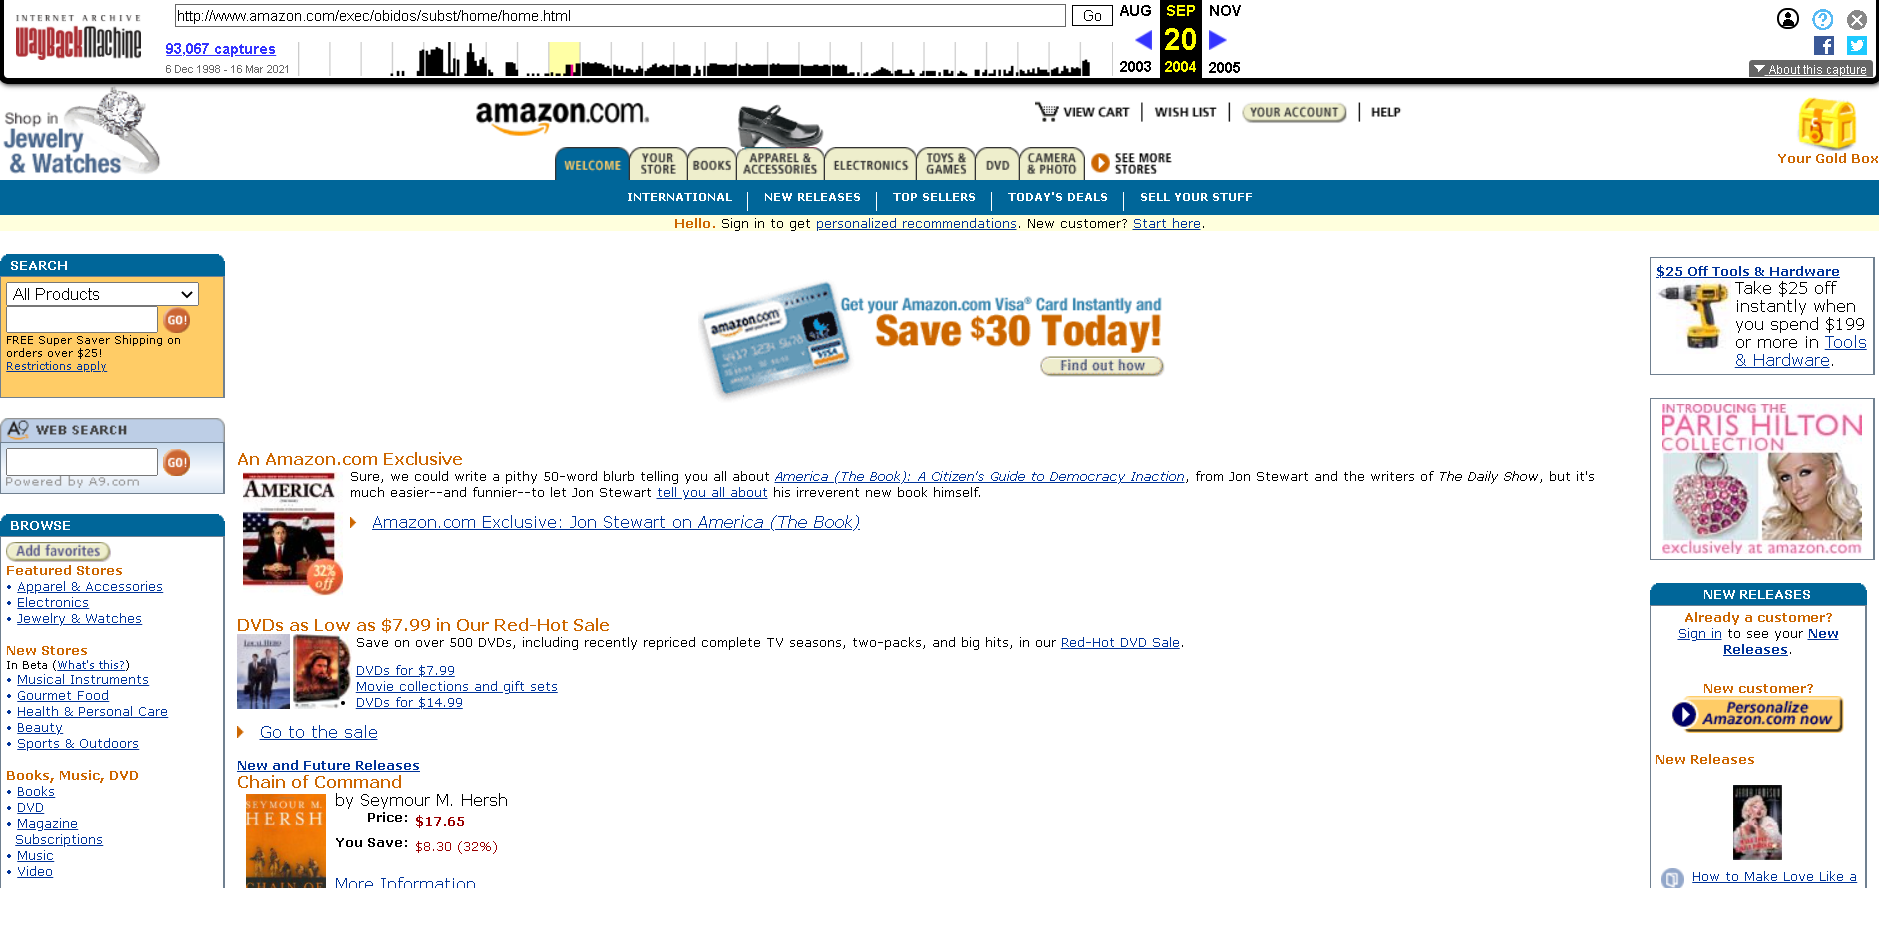 INTERNET ARCHIVE
WayBackMachine
http://www.amazon.com/exec/obidos/subst/home/home.html
Go
93,067 captures
6 Dec 1998 - 16 Mar 2021
AUG SEP NOV
20
2003 2004 2005
About this capture
Shop in
Jewelry
& Watches
amazon.com.
VIEW CART
WISH LIST
YOUR ACCOUNT
HELP
Your Gold Box
WELCOME
YOUR STORE
BOOKS
APPAREL & ACCESSORIES
ELECTRONICS
TOYS & GAMES
DVD
CAMERA & PHOTO
SEE MORE STORES
INTERNATIONAL
NEW RELEASES
TOP SELLERS
TODAY'S DEALS
SELL YOUR STUFF
Hello. Sign in to get personalized recommendations. New customer? Start here.
SEARCH
All Products
GO!
FREE Super Saver Shipping on
orders over $25!
Restrictions apply
A9 WEB SEARCH
GO!
Powered by A9.com
BROWSE
Add favorites
Featured Stores
• Apparel & Accessories
• Electronics
• Jewelry & Watches
New Stores
In Beta (What's this?)
• Musical Instruments
• Gourmet Food
• Health & Personal Care
• Beauty
• Sports & Outdoors
Books, Music, DVD
• Books
• DVD
• Magazine
Subscriptions
• Music
• Video
PLATINUM
amazon.com
VISA
Get your Amazon.com Visa® Card Instantly and
Save $30 Today!
Find out how
An Amazon.com Exclusive
AMERICA
32% off
Sure, we could write a pithy 50-word blurb telling you all about America (The Book): A Citizen's Guide to Democracy Inaction, from Jon Stewart and the writers of The Daily Show, but it's
much easier--and funnier--to let Jon Stewart tell you all about his irreverent new book himself.
Amazon.com Exclusive: Jon Stewart on America (The Book)
DVDs as Low as $7.99 in Our Red-Hot Sale
LOCAL HERO
Save on over 500 DVDs, including recently repriced complete TV seasons, two-packs, and big hits, in our Red-Hot DVD Sale.
DVDs for $7.99
Movie collections and gift sets
• DVDs for $14.99
Go to the sale
New and Future Releases
Chain of Command
SEYMOUR M.
HERSH
CHAIN OF
by Seymour M. Hersh
Price: $17.65
You Save: $8.30 (32%)
More Information
$25 Off Tools & Hardware
Take $25 off
instantly when
you spend $199
or more in Tools
& Hardware.
INTRODUCING THE
PARIS HILTON
COLLECTION
exclusively at amazon.com
NEW RELEASES
Already a customer?
Sign in to see your New
Releases.
New customer?
Personalize
Amazon.com now
New Releases
JENNA JAMESON
How to Make Love Like a